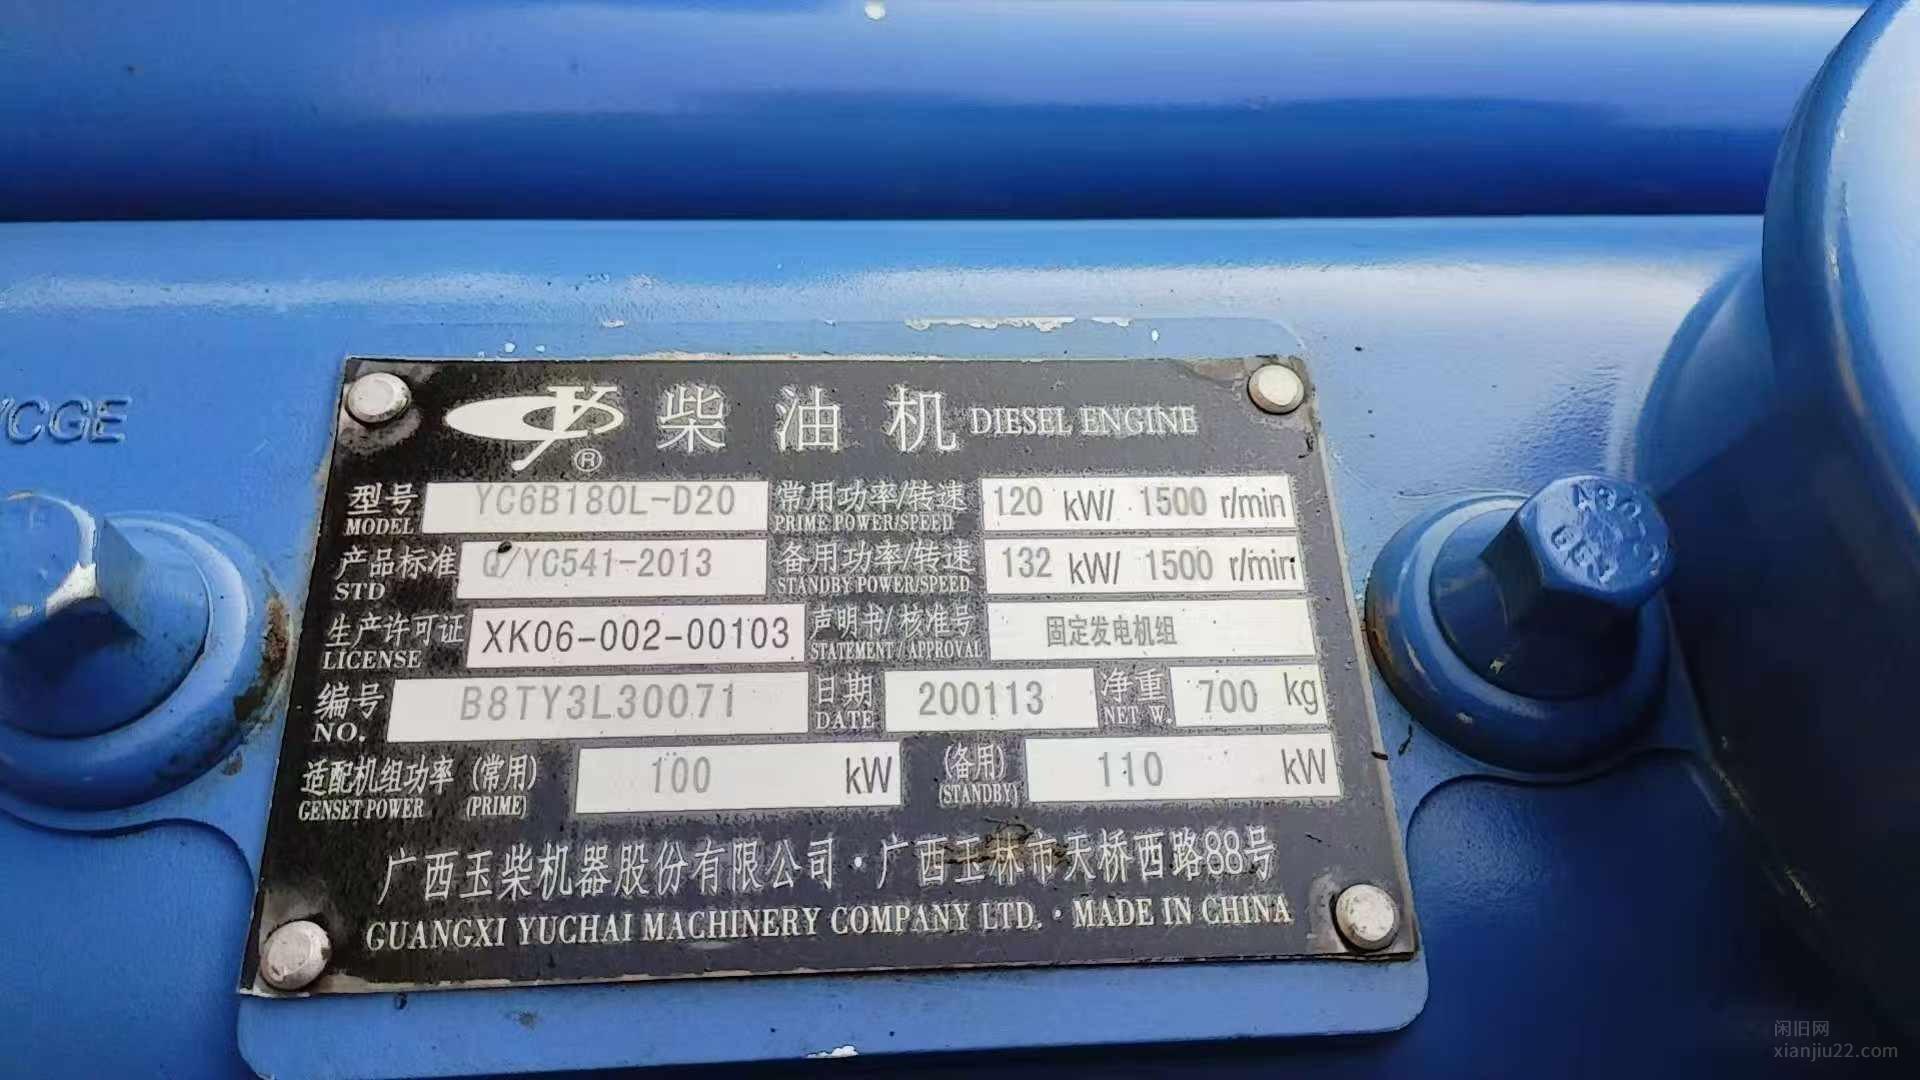 YCGE
柴油机 DIESEL ENGINE
®
型号 YC6B180L-D20 常用功率/转速 120 kW/ 1500 r/min
MODEL PRIME POWER/SPEED
产品标准 Q/YC541-2013 备用功率/转速 132 kW/ 1500 r/min
STD STANDBY POWER/SPEED
生产许可证 XK06-002-00103 声明书/核准号 固定发电机组
LICENSE STATEMENT/APPROVAL
编号 B8TY3L30071 日期 200113 净重 700 kg
NO. DATE NET W.
适配机组功率 (常用) 100 kW (备用) 110 kW
GENSET POWER (PRIME) (STANDBY)
广西玉柴机器股份有限公司·广西玉林市天桥西路88号
GUANGXI YUCHAI MACHINERY COMPANY LTD. · MADE IN CHINA
闲旧网
xianjiu22.com